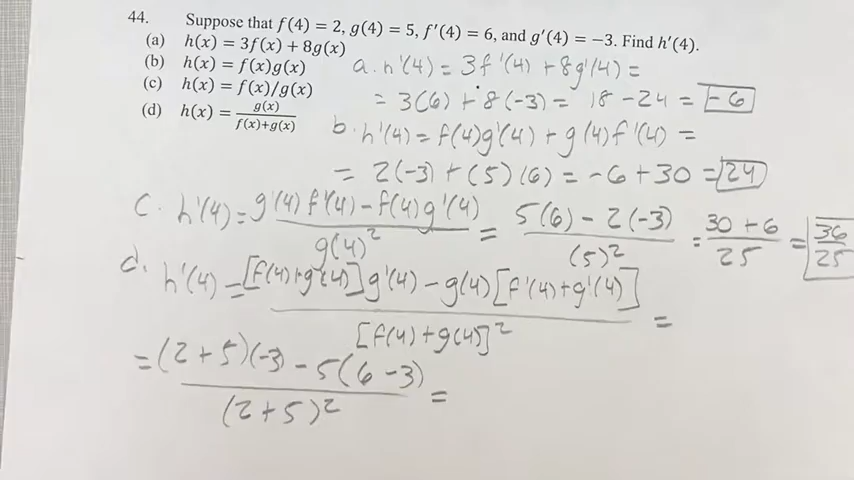 44. Suppose that f(4) = 2, g(4) = 5, f'(4) = 6, and g'(4) = −3. Find h'(4).
(a) h(x) = 3f(x) + 8g(x)
(b) h(x) = f(x)g(x)
(c) h(x) = f(x)/g(x)
(d) h(x) = g(x)/f(x)+g(x)
a. h'(4) = 3f'(4) + 8g'(4) =
= 3(6) + 8(-3) = 18 - 24 = -6
b. h'(4) = f(4)g'(4) + g(4)f'(4) =
= 2(-3) + (5)(6) = -6 + 30 = 24
c. h'(4) = g'(4)f'(4) - f(4)g'(4) / g(4)² = 5(6) - 2(-3) / (5)² = 30 + 6 / 25 = 36 / 25
d. h'(4) = [f(4)+g'(4)]g'(4) - g(4)[f'(4)+g'(4)] / [f(4)+g(4)]² =
= (2+5)(-3) - 5(6-3) / (2+5)² =